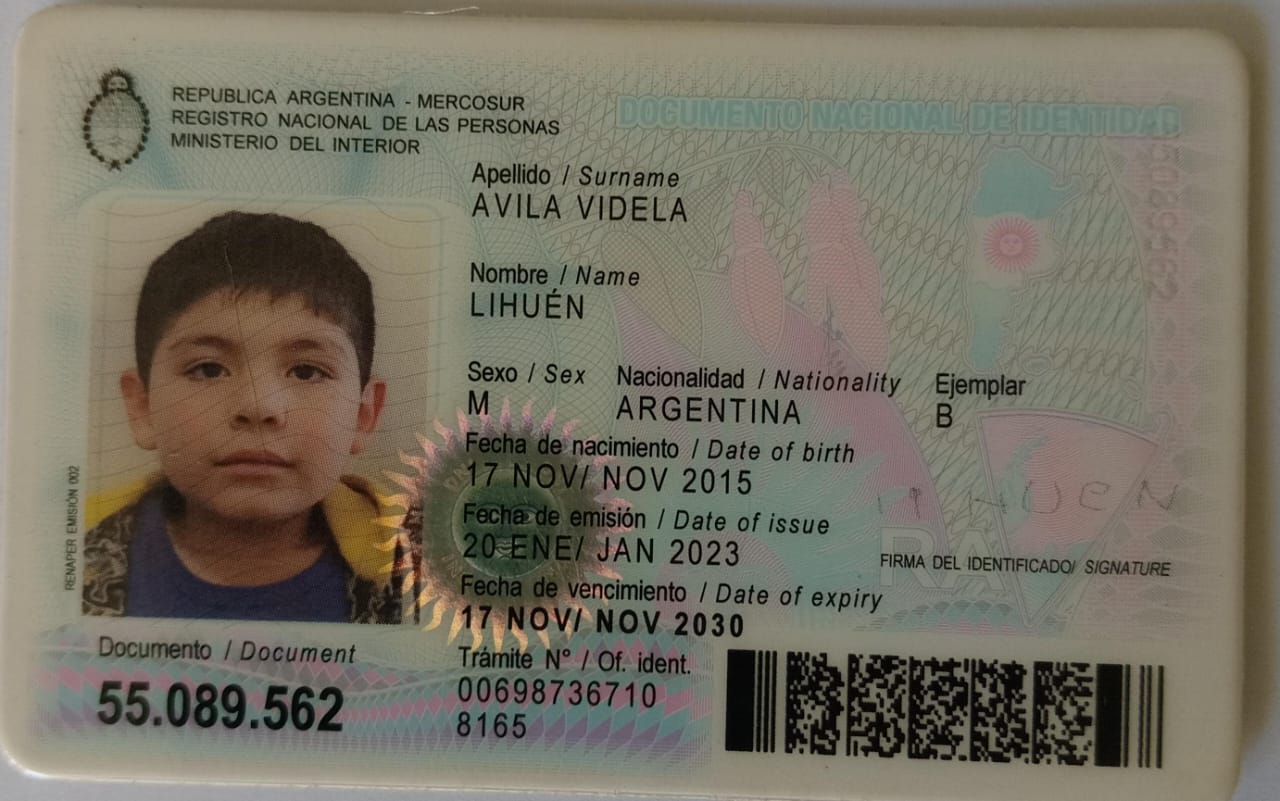 REPUBLICA ARGENTINA - MERCOSUR
REGISTRO NACIONAL DE LAS PERSONAS
MINISTERIO DEL INTERIOR
DOCUMENTO NACIONAL DE IDENTIDAD
Apellido / Surname
AVILA VIDELA
Nombre / Name
LIHUÉN
Sexo / Sex Nacionalidad / Nationality Ejemplar
M ARGENTINA B
Fecha de nacimiento / Date of birth
17 NOV/ NOV 2015
Fecha de emisión / Date of issue
20 ENE/ JAN 2023
FIRMA DEL IDENTIFICADO/ SIGNATURE
Fecha de vencimiento / Date of expiry
17 NOV/ NOV 2030
RENAPER EMISIÓN 002
Documento / Document
55.089.562
Trámite N° / Of. ident.
00698736710
8165
RA